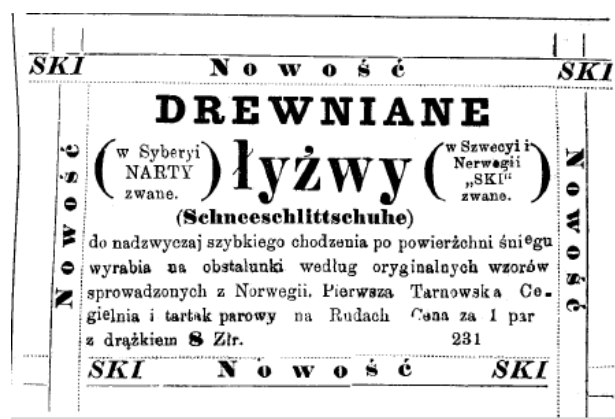 SKI Nowość SKI
Nowość
DREWNIANE
(w Syberyi NARTY zwane.) łyżwy (w Szwecyi i Nerwegii „SKI" zwane.)
(Schneeschlittschuhe)
do nadzwyczaj szybkiego chodzenia po powierzchni śniegu
wyrabia na obstalunki według oryginalnych wzorów
sprowadzonych z Norwegii. Pierwsza Tarnowska Ce-
gielnia i tartak parowy na Rudach Cena za 1 par
z drążkiem 8 Złr. 231
Nowość
SKI Nowość SKI